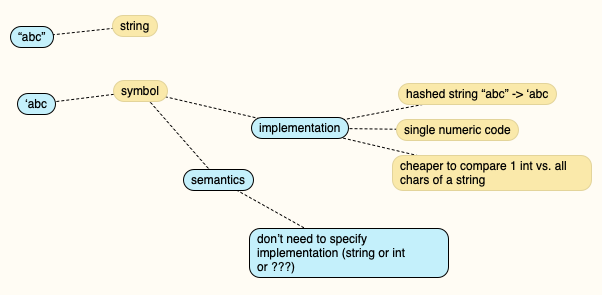 “abc”
string
‘abc
symbol
implementation
hashed string “abc” -> ‘abc
single numeric code
cheaper to compare 1 int vs. all
chars of a string
semantics
don’t need to specify
implementation (string or int
or ???)